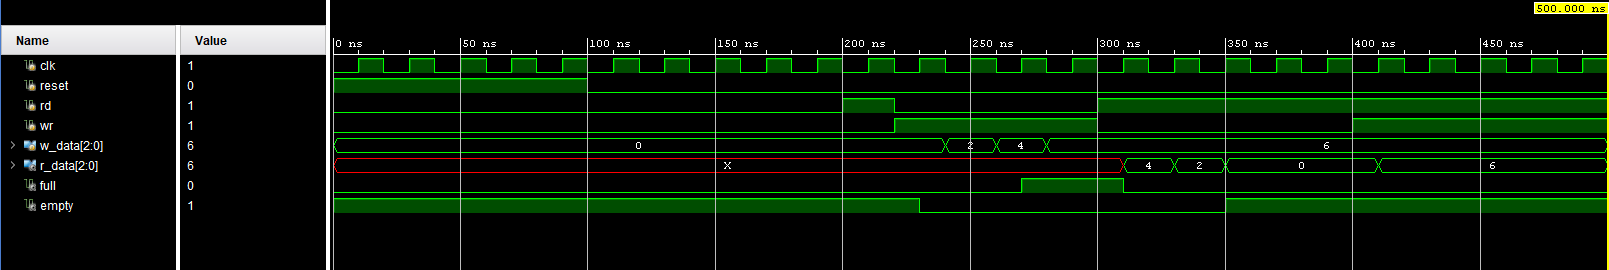 500.000 ns
Name Value
0 ns 50 ns 100 ns 150 ns 200 ns 250 ns 300 ns 350 ns 400 ns 450 ns
clk 1
reset 0
rd 1
wr 1
w_data[2:0] 6 0 2 4 6
r_data[2:0] 6 X 4 2 0 6
full 0
empty 1